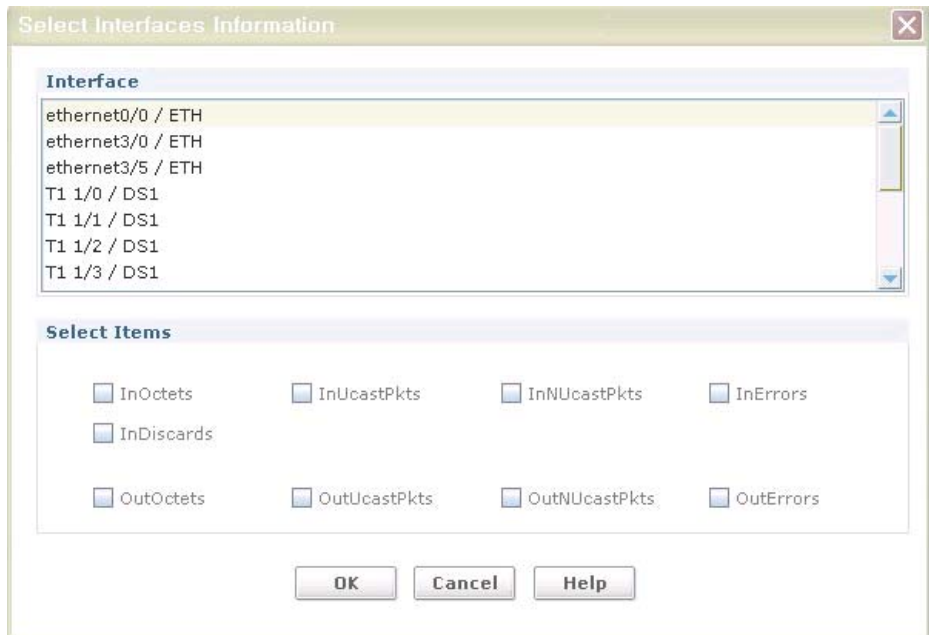 Select Interfaces Information
Interface
ethernet0/0 / ETH
ethernet3/0 / ETH
ethernet3/5 / ETH
T1 1/0 / DS1
T1 1/1 / DS1
T1 1/2 / DS1
T1 1/3 / DS1
Select Items
InOctets InUcastPkts InNUcastPkts InErrors
InDiscards
OutOctets OutUcastPkts OutNUcastPkts OutErrors
OK Cancel Help